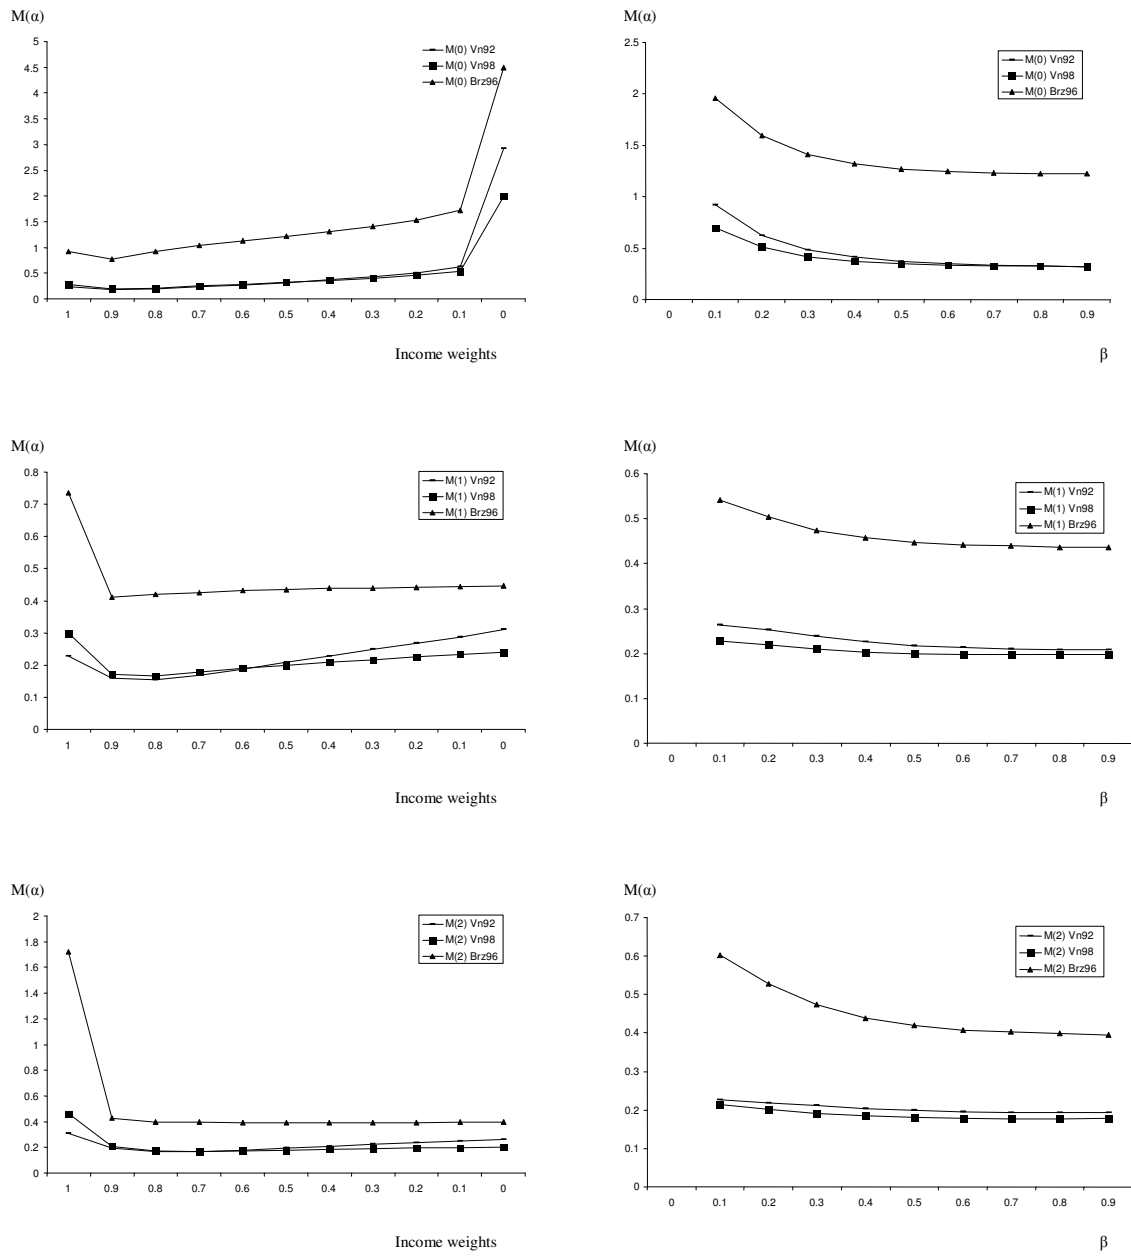 M(α)
5
4.5
4
3.5
3
2.5
2
1.5
1
0.5
0
M(0) Vn92
M(0) Vn98
M(0) Brz96
1 0.9 0.8 0.7 0.6 0.5 0.4 0.3 0.2 0.1 0
Income weights
M(α)
2.5
2
1.5
1
0.5
0
M(0) Vn92
M(0) Vn98
M(0) Brz96
0 0.1 0.2 0.3 0.4 0.5 0.6 0.7 0.8 0.9
β
M(α)
0.8
0.7
0.6
0.5
0.4
0.3
0.2
0.1
0
M(1) Vn92
M(1) Vn98
M(1) Brz96
1 0.9 0.8 0.7 0.6 0.5 0.4 0.3 0.2 0.1 0
Income weights
M(α)
0.6
0.5
0.4
0.3
0.2
0.1
0
M(1) Vn92
M(1) Vn98
M(1) Brz96
0 0.1 0.2 0.3 0.4 0.5 0.6 0.7 0.8 0.9
β
M(α)
2
1.8
1.6
1.4
1.2
1
0.8
0.6
0.4
0.2
0
M(2) Vn92
M(2) Vn98
M(2) Brz96
1 0.9 0.8 0.7 0.6 0.5 0.4 0.3 0.2 0.1 0
Income weights
M(α)
0.7
0.6
0.5
0.4
0.3
0.2
0.1
0
M(2) Vn92
M(2) Vn98
M(2) Brz96
0 0.1 0.2 0.3 0.4 0.5 0.6 0.7 0.8 0.9
β